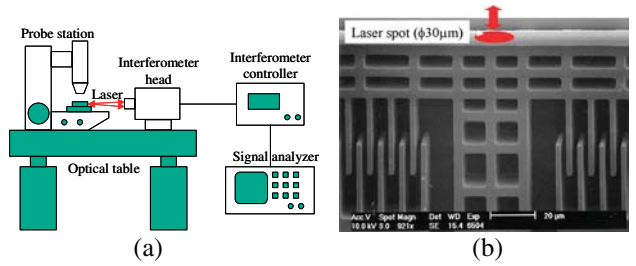 Probe station
Interferometer
head
Interferometer
controller
Laser
Optical table
Signal analyzer
(a)
Laser spot (ϕ30μm)
Acc.V Spot Magn Det WD Exp
10.0 kV 3.0 921x SE 15.4 6504
20 μm
(b)